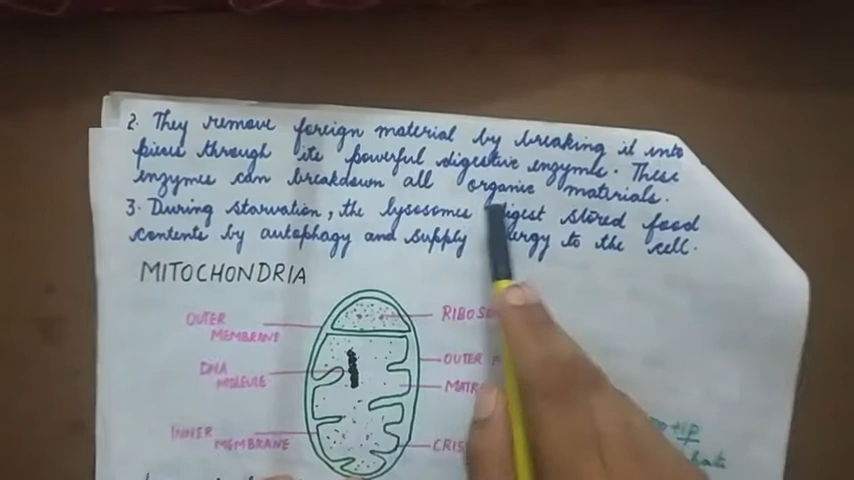 2. They remove foreign material by breaking it into
pieces through its powerful digestive enzyme. These
enzymes can breakdown all organic materials.
3. During starvation, the lysosomes digest stored food
contents by autophagy and supply energy to the cell.
MITOCHONDRIA
OUTER MEMBRANE
DNA MOLEULE
INNER MEMBRANE
RIBOS
OUTER M
MATR
CRIS